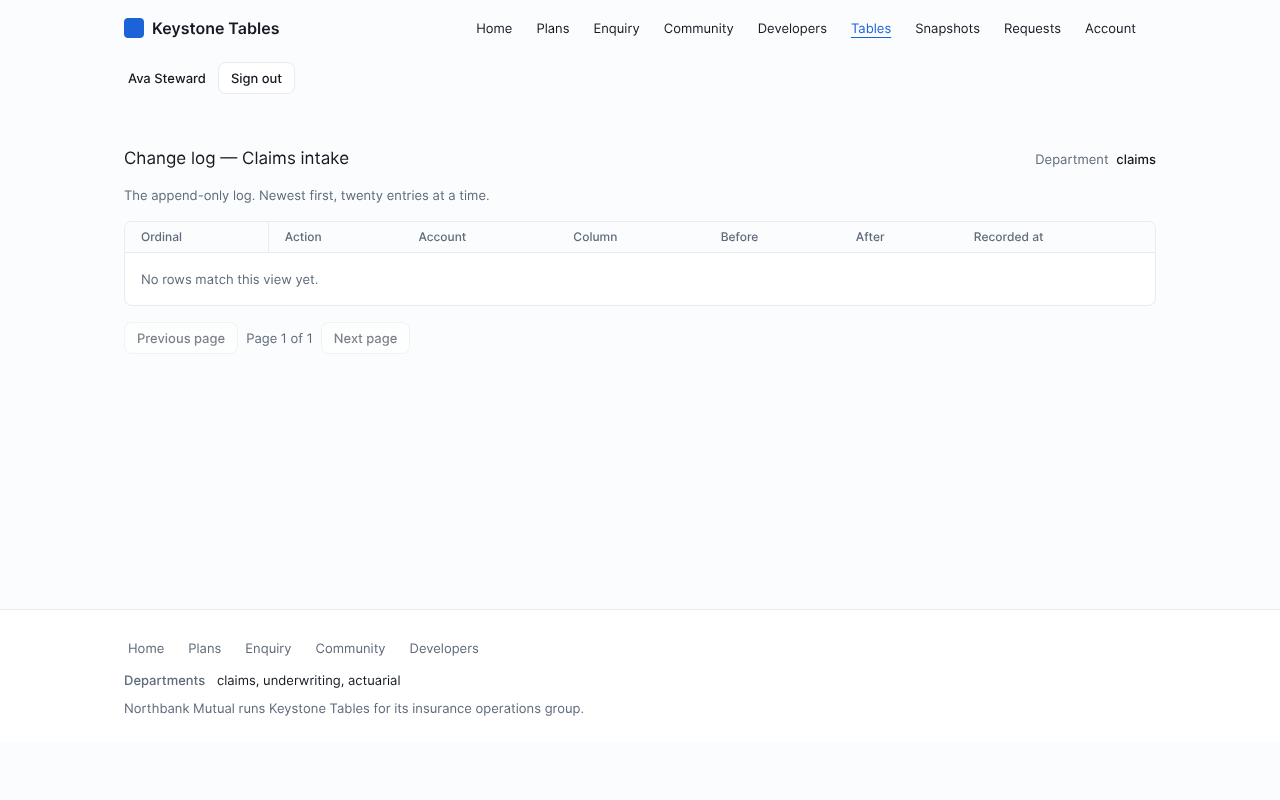 Keystone Tables
Home Plans Enquiry Community Developers Tables Snapshots Requests Account
Ava Steward Sign out
Change log — Claims intake
Department claims
The append-only log. Newest first, twenty entries at a time.
Ordinal Action Account Column Before After Recorded at
No rows match this view yet.
Previous page Page 1 of 1 Next page
Home Plans Enquiry Community Developers
Departments claims, underwriting, actuarial
Northbank Mutual runs Keystone Tables for its insurance operations group.